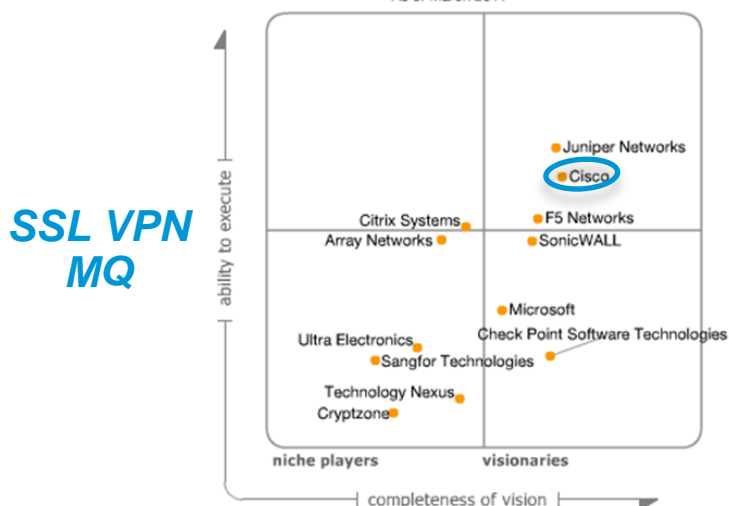 SSL VPN
MQ
ability to execute
Juniper Networks
Cisco
F5 Networks
Citrix Systems
Array Networks
SonicWALL
Microsoft
Check Point Software Technologies
Ultra Electronics
Sangfor Technologies
Technology Nexus
Cryptzone
niche players
visionaries
completeness of vision